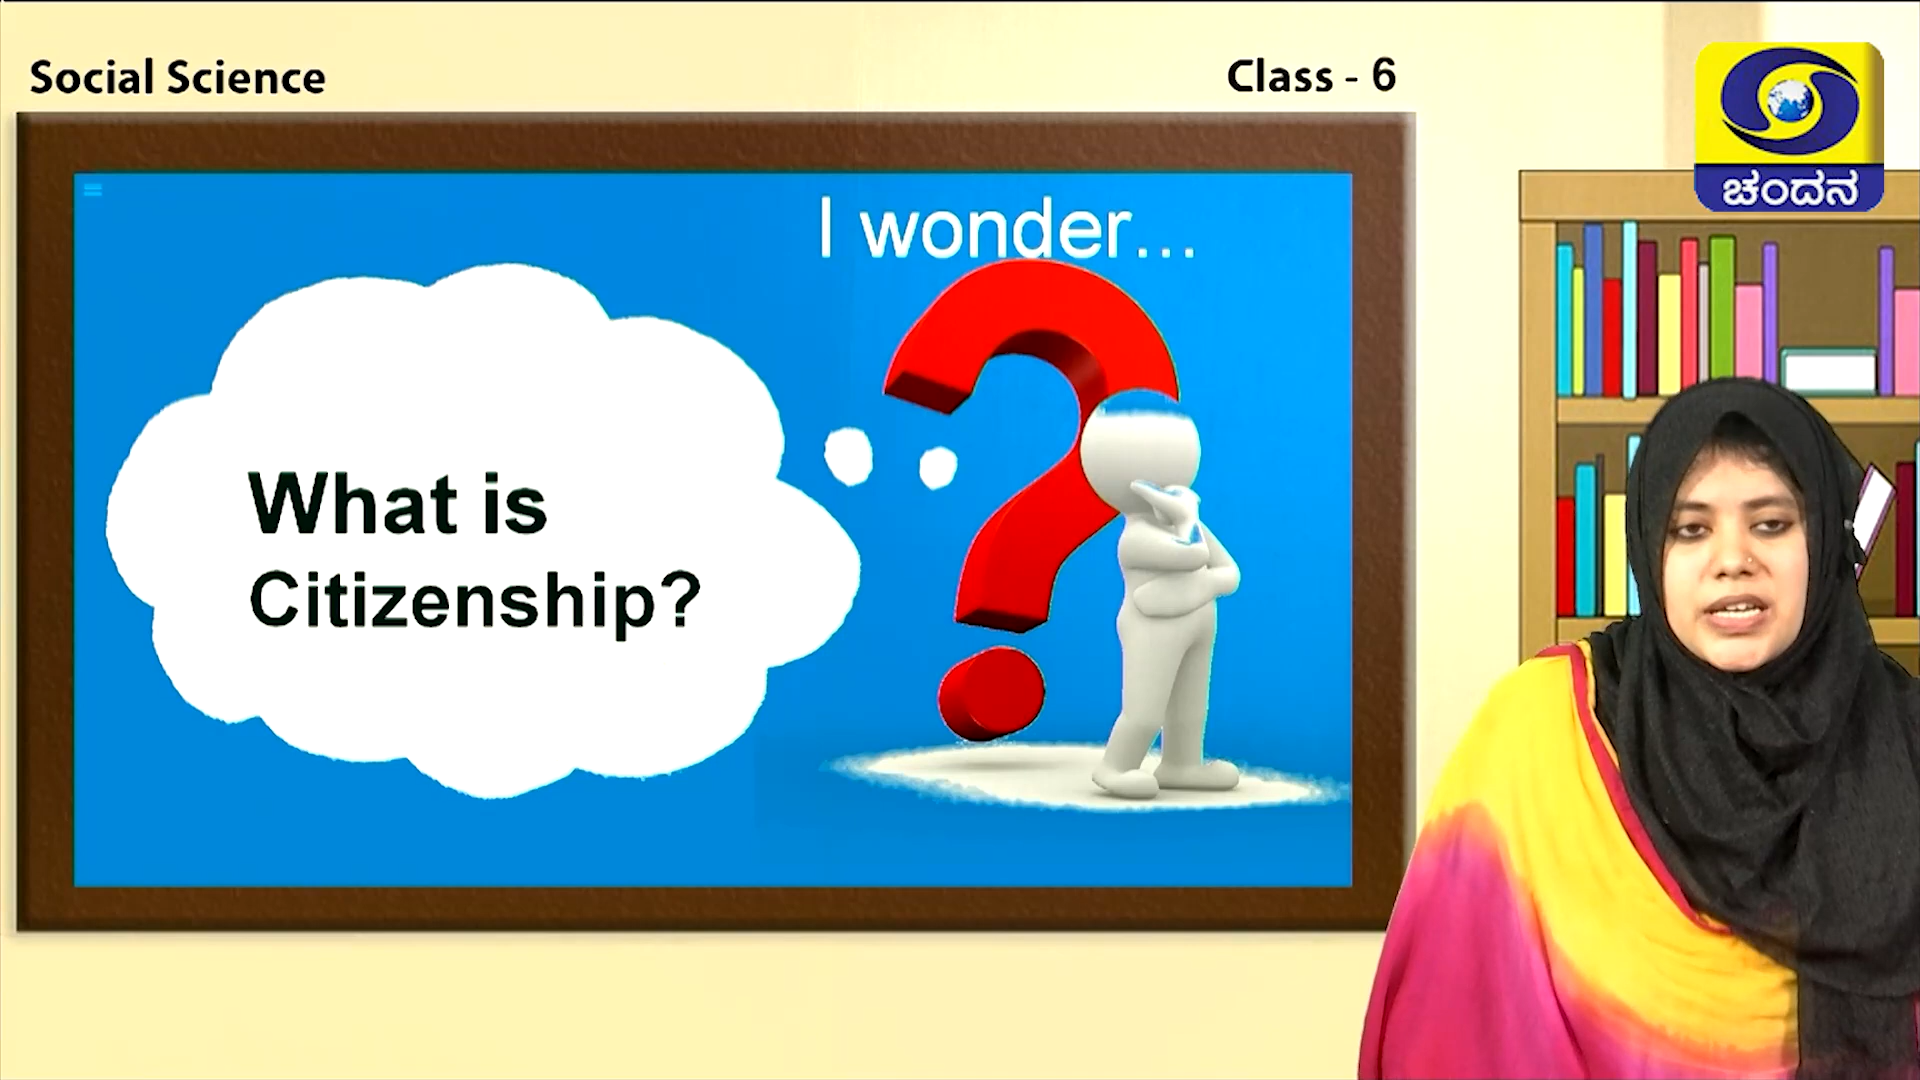 Social Science
Class - 6
ಚಂದನ
I wonder...
What is
Citizenship?